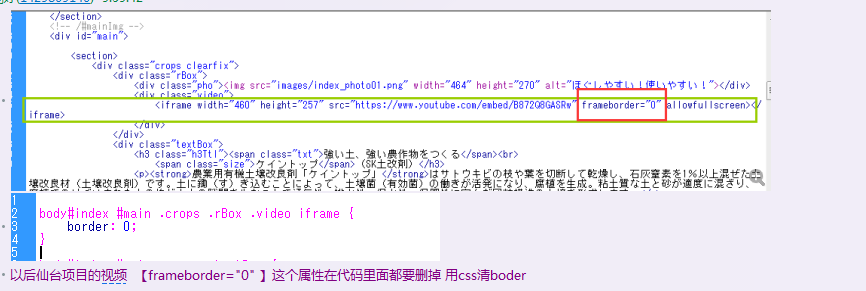 </section>
<!-- /#mainImg -->
<div id="main">
<section>
<div class="crops clearfix">
<div class="rBox">
<div class="pho"><img src="images/index_photo01.png" width="464" height="270" alt="ほぐしやすい！使いやすい！"></div>
<div class="video">
<iframe width="460" height="257" src="https://www.youtube.com/embed/B872Q8GASRw" frameborder="0" allowfullscreen></
iframe>
</div>
</div>
<div class="textBox">
<h3 class="h3Ttl"><span class="txt">強い土、強い農作物をつくる</span><br>
<span class="size">ケイントップ</span>（SK土改剤）</h3>
<p><strong>農業用有機土壌改良剤「ケイントップ」</strong>はサトウキビの枝や葉を切断して乾燥し、石灰窒素を1%以上混ぜた土
壌改良材（土壌改良剤）です。土に鋤（す）き込むことによって、土壌菌（有効菌）の働きが活発になり、腐植を生成。粘土質な土と砂が適度に混ざり、
1
2 body#index #main .crops .rBox .video iframe {
3 border: 0;
4 }
5
以后仙台项目的视频 【frameborder="0" 】这个属性在代码里面都要删掉 用css清boder